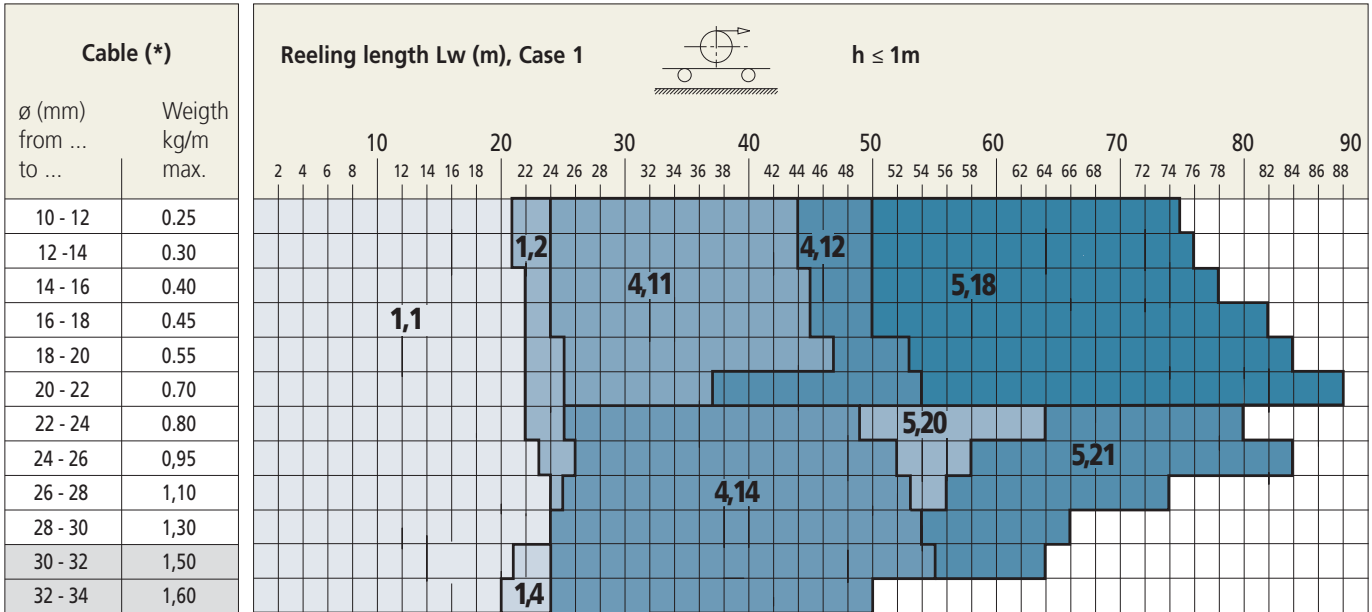 Cable (*)
Reeling length Lw (m), Case 1
h ≤ 1m
ø (mm) Weigth
from ... kg/m
to ... max.
10 20 30 40 50 60 70 80 90
2 4 6 8 12 14 16 18 22 24 26 28 32 34 36 38 42 44 46 48 52 54 56 58 62 64 66 68 72 74 76 78 82 84 86 88
10 - 12 0.25
12 -14 0.30
1,2 4,12
14 - 16 0.40
4,11 5,18
16 - 18 0.45
1,1
18 - 20 0.55
20 - 22 0.70
22 - 24 0.80
5,20
24 - 26 0,95
5,21
26 - 28 1,10
4,14
28 - 30 1,30
30 - 32 1,50
32 - 34 1,60
1,4